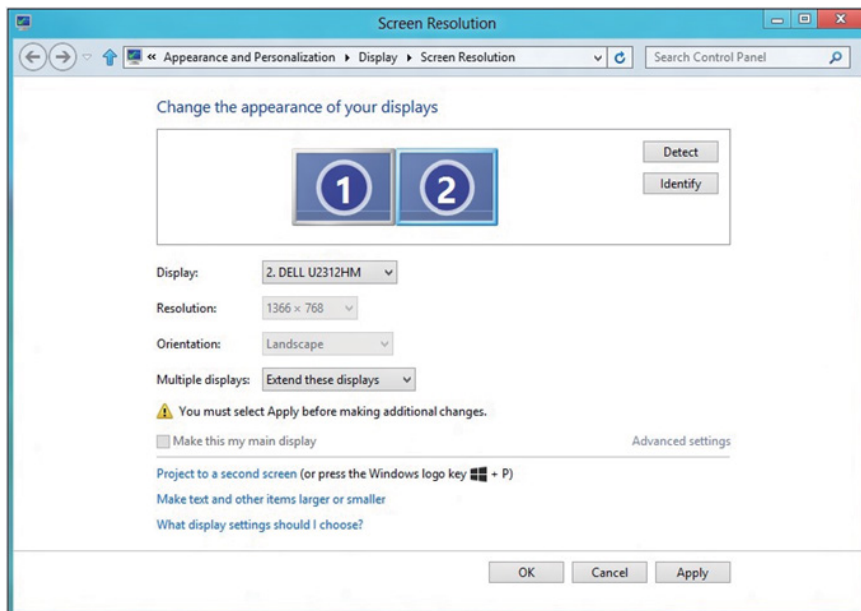 Screen Resolution
« Appearance and Personalization ▸ Display ▸ Screen Resolution
Search Control Panel
Change the appearance of your displays
1 2
Detect
Identify
Display: 2. DELL U2312HM
Resolution: 1366 × 768
Orientation: Landscape
Multiple displays: Extend these displays
You must select Apply before making additional changes.
Make this my main display Advanced settings
Project to a second screen (or press the Windows logo key + P)
Make text and other items larger or smaller
What display settings should I choose?
OK Cancel Apply